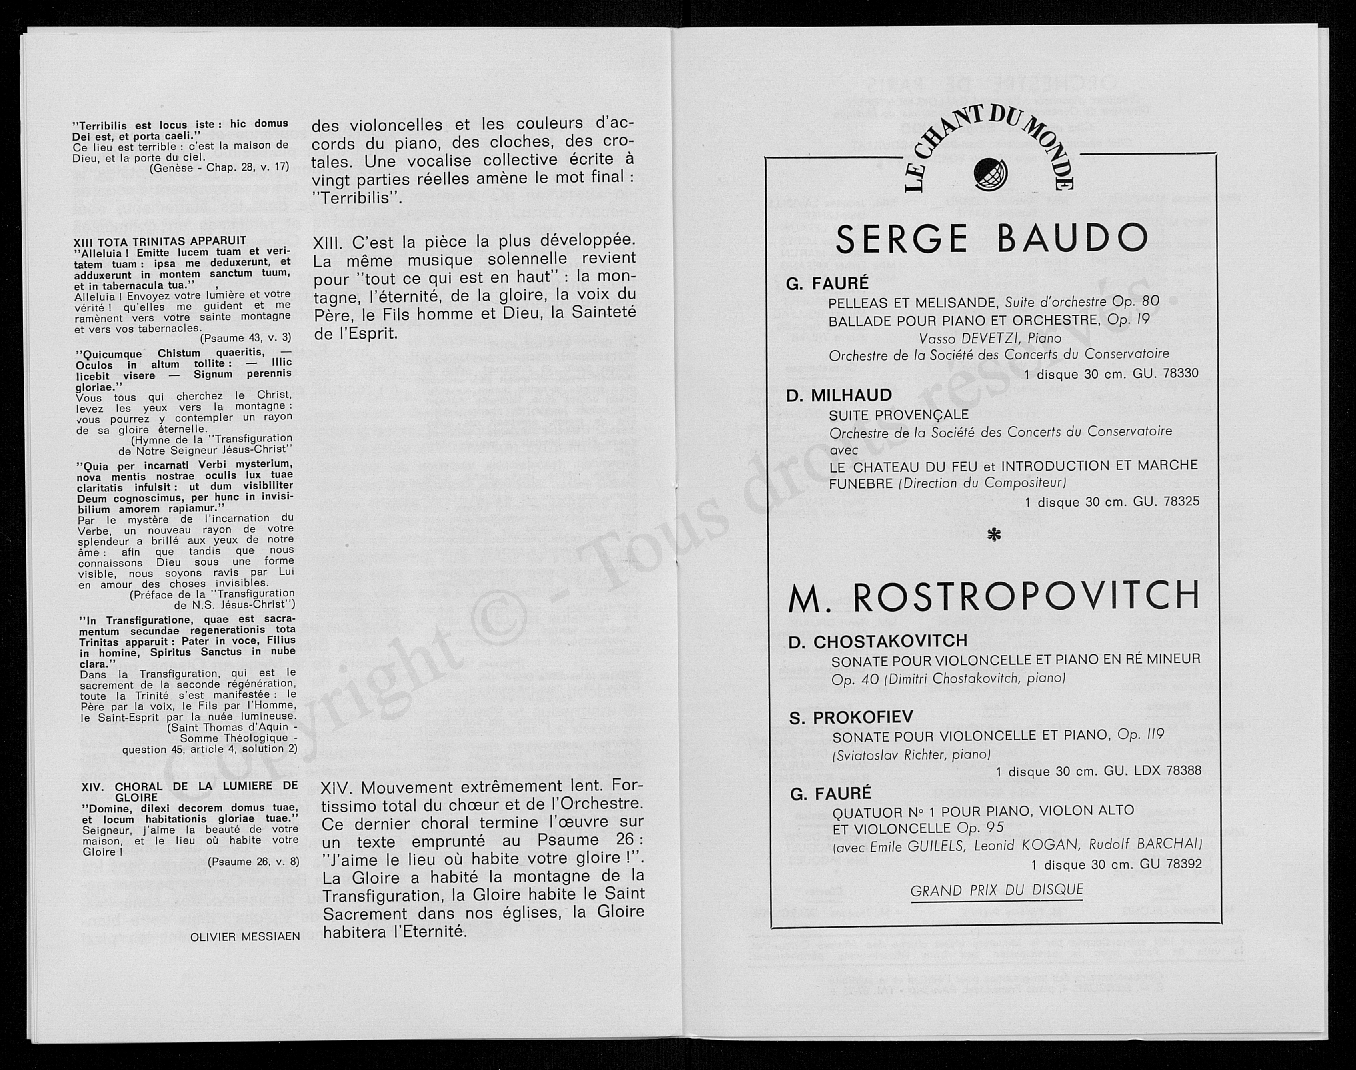 "Terribilis est locus iste : hic domus
Dei est, et porta caeli."
Ce lieu est terrible : c'est la maison de
Dieu, et la porte du ciel.
(Genèse - Chap. 28, v. 17)
XIII TOTA TRINITAS APPARUIT
"Alleluia ! Emitte lucem tuam et veri-
tatem tuam : ipsa me deduxerunt, et
adduxerunt in montem sanctum tuum,
et in tabernacula tua."
Alleluia ! Envoyez votre lumière et votre
vérité ! qu'elles me guident et me
ramènent vers votre sainte montagne
et vers vos tabernacles.
(Psaume 43, v. 3)
"Quicumque Chistum quaeritis, —
Oculos in altum tollite : — Illic
licebit visere — Signum perennis
gloriae."
Vous tous qui cherchez le Christ,
levez les yeux vers la montagne :
vous pourrez y contempler un rayon
de sa gloire éternelle.
(Hymne de la "Transfiguration
de Notre Seigneur Jésus-Christ"
"Quia per incarnati Verbi mysterium,
nova mentis nostrae oculis lux tuae
claritatis infulsit : ut dum visibiliter
Deum cognoscimus, per hunc in invisi-
bilium amorem rapiamur."
Par le mystère de l'incarnation du
Verbe, un nouveau rayon de votre
splendeur a brillé aux yeux de notre
âme : afin que tandis que nous
connaissons Dieu sous une forme
visible, nous soyons ravis par Lui
en amour des choses invisibles.
(Préface de la "Transfiguration
de N.S. Jésus-Christ")
"In Transfiguratione, quae est sacra-
mentum secundae regenerationis tota
Trinitas apparuit : Pater in voce, Filius
in homine, Spiritus Sanctus in nube
clara."
Dans la Transfiguration, qui est le
sacrement de la seconde régénération,
toute la Trinité s'est manifestée : le
Père par la voix, le Fils par l'Homme,
le Saint-Esprit par la nuée lumineuse.
(Saint Thomas d'Aquin -
Somme Théologique -
question 45, article 4, solution 2)
XIV. CHORAL DE LA LUMIERE DE
GLOIRE
"Domine, dilexi decorem domus tuae,
et locum habitationis gloriae tuae."
Seigneur, j'aime la beauté de votre
maison, et le lieu où habite votre
Gloire !
(Psaume 26, v. 8)
OLIVIER MESSIAEN
des violoncelles et les couleurs d'ac-
cords du piano, des cloches, des cro-
tales. Une vocalise collective écrite à
vingt parties réelles amène le mot final :
"Terribilis".
XIII. C'est la pièce la plus développée.
La même musique solennelle revient
pour "tout ce qui est en haut" : la mon-
tagne, l'éternité, de la gloire, la voix du
Père, le Fils homme et Dieu, la Sainteté
de l'Esprit.
XIV. Mouvement extrêmement lent. For-
tissimo total du chœur et de l'Orchestre.
Ce dernier choral termine l'œuvre sur
un texte emprunté au Psaume 26 :
"J'aime le lieu où habite votre gloire !".
La Gloire a habité la montagne de la
Transfiguration, la Gloire habite le Saint
Sacrement dans nos églises, la Gloire
habitera l'Eternité.
LE CHANT DU MONDE
SERGE BAUDO
G. FAURÉ
PELLEAS ET MELISANDE, Suite d'orchestre Op. 80
BALLADE POUR PIANO ET ORCHESTRE, Op. 19
Vasso DEVETZI, Piano
Orchestre de la Société des Concerts du Conservatoire
1 disque 30 cm. GU. 78330
D. MILHAUD
SUITE PROVENÇALE
Orchestre de la Société des Concerts du Conservatoire
avec
LE CHATEAU DU FEU et INTRODUCTION ET MARCHE
FUNEBRE (Direction du Compositeur)
1 disque 30 cm. GU. 78325
*
M. ROSTROPOVITCH
D. CHOSTAKOVITCH
SONATE POUR VIOLONCELLE ET PIANO EN RÉ MINEUR
Op. 40 (Dimitri Chostakovitch, piano)
S. PROKOFIEV
SONATE POUR VIOLONCELLE ET PIANO, Op. 119
(Sviatoslav Richter, piano)
1 disque 30 cm. GU. LDX 78388
G. FAURÉ
QUATUOR No 1 POUR PIANO, VIOLON ALTO
ET VIOLONCELLE Op. 95
(avec Emile GUILELS, Leonid KOGAN, Rudolf BARCHAI)
1 disque 30 cm. GU 78392
GRAND PRIX DU DISQUE
Copyright © - Tous droits réservés.